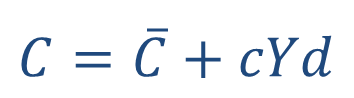 C = C̄ + cYd